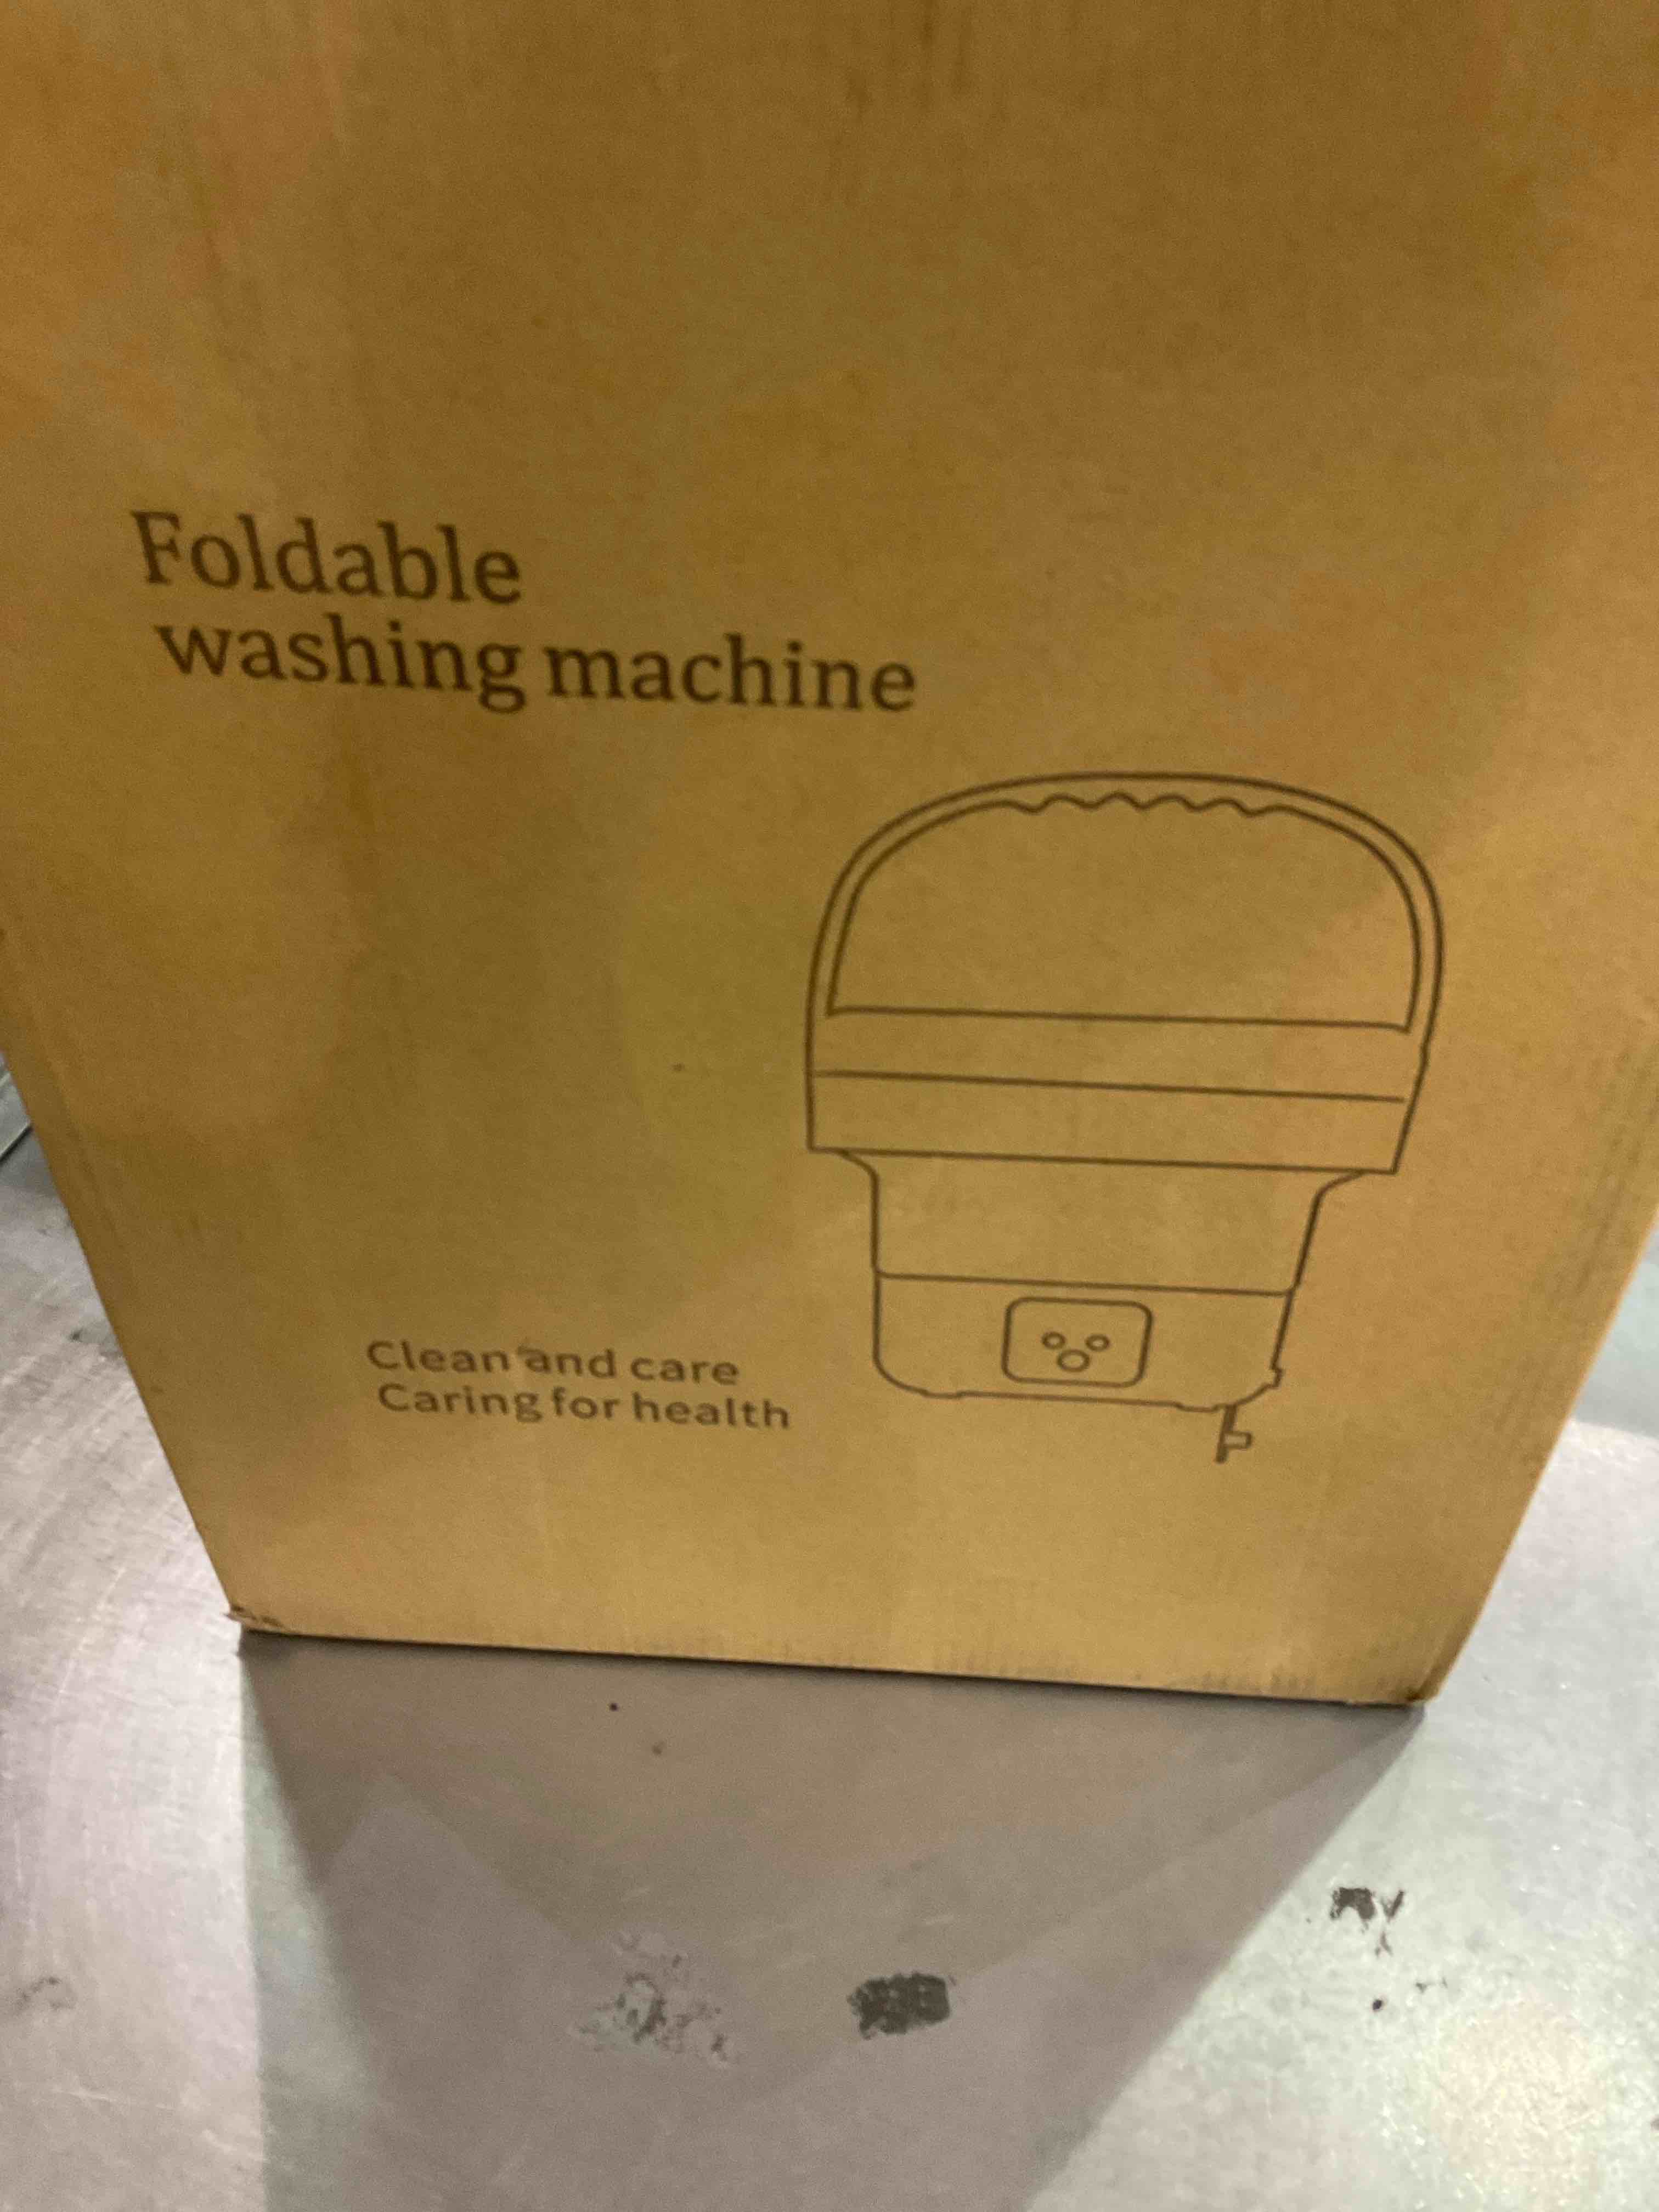 Foldable
washing machine
Clean and care
Caring for health